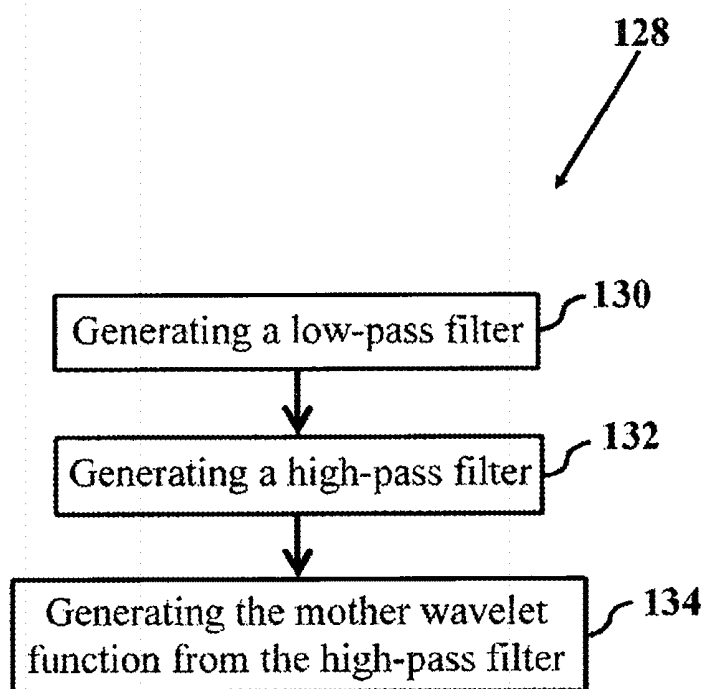 128
130
Generating a low-pass filter
132
Generating a high-pass filter
134
Generating the mother wavelet
function from the high-pass filter